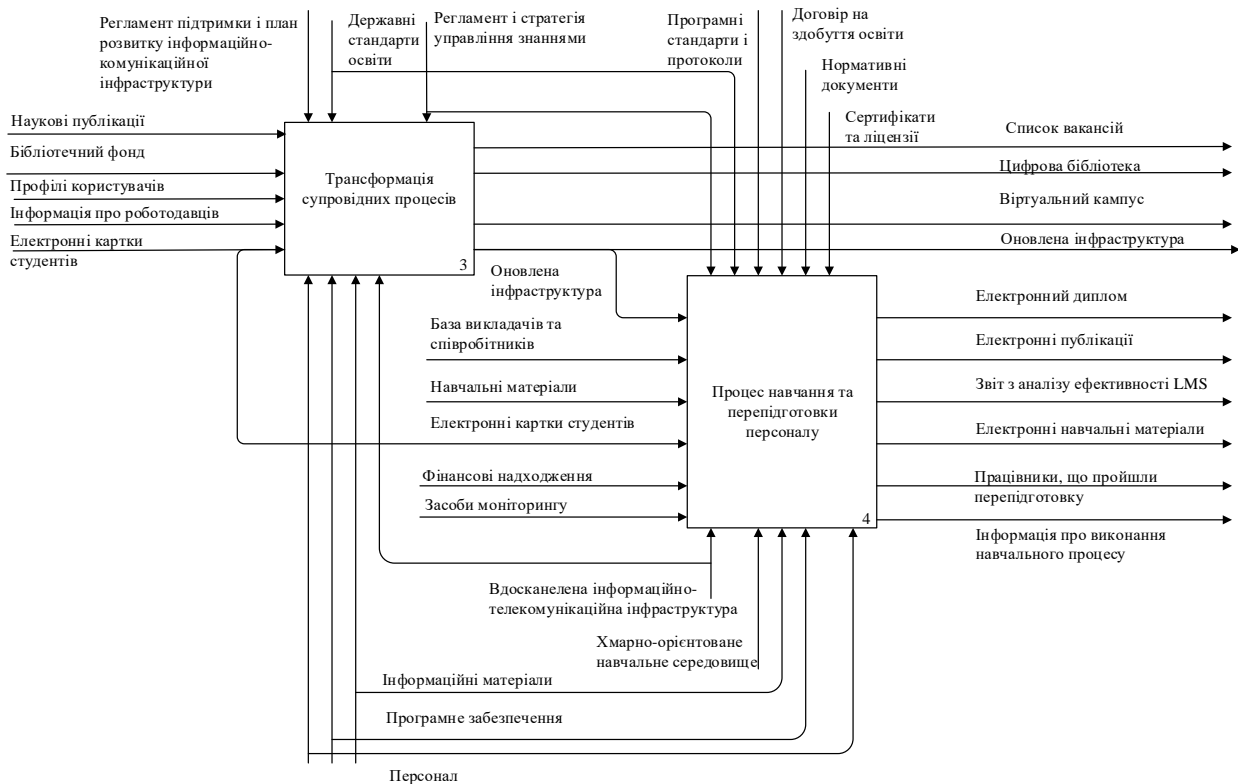 Регламент підтримки і план
розвитку інформаційно-
комунікаційної
інфраструктури
Державні
стандарти
освіти
Регламент і стратегія
управління знаннями
Програмні
стандарти і
протоколи
Договір на
здобуття освіти
Нормативні
документи
Сертифікати
та ліцензії
Наукові публікації
Бібліотечний фонд
Профілі користувачів
Інформація про роботодавців
Електронні картки
студентів
Трансформація
супровідних процесів
3
Список вакансій
Цифрова бібліотека
Віртуальний кампус
Оновлена інфраструктура
Оновлена
інфраструктура
База викладачів та
співробітників
Навчальні матеріали
Електронні картки студентів
Фінансові надходження
Засоби моніторингу
Процес навчання та
перепідготовки
персоналу
4
Електронний диплом
Електронні публікації
Звіт з аналізу ефективності LMS
Електронні навчальні матеріали
Працівники, що пройшли
перепідготовку
Інформація про виконання
навчального процесу
Вдосканелена інформаційно-
телекомунікаційна інфраструктура
Хмарно-орієнтоване
навчальне середовище
Інформаційні матеріали
Програмне забезпечення
Персонал